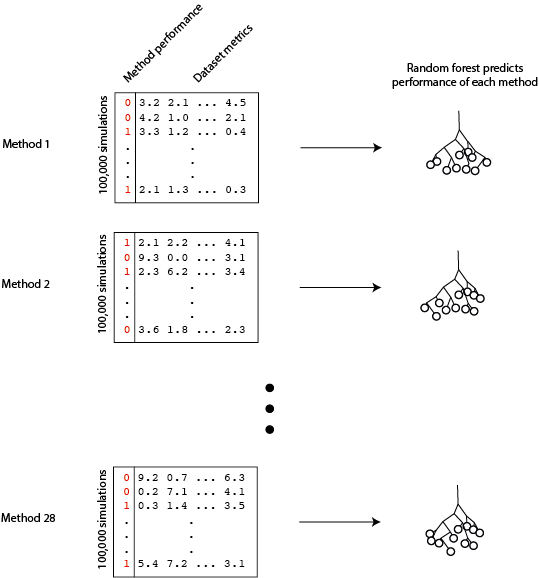 Method performance
Dataset metrics
Random forest predicts
performance of each method
Method 1
100,000 simulations
0 3.2 2.1 ... 4.5
0 4.2 1.0 ... 2.1
1 3.3 1.2 ... 0.4
. .
. .
. .
1 2.1 1.3 ... 0.3
Method 2
100,000 simulations
1 2.1 2.2 ... 4.1
0 9.3 0.0 ... 3.1
1 2.3 6.2 ... 3.4
. .
. .
. .
0 3.6 1.8 ... 2.3
Method 28
100,000 simulations
0 9.2 0.7 ... 6.3
0 0.2 7.1 ... 4.1
1 0.3 1.4 ... 3.5
. .
. .
. .
1 5.4 7.2 ... 3.1